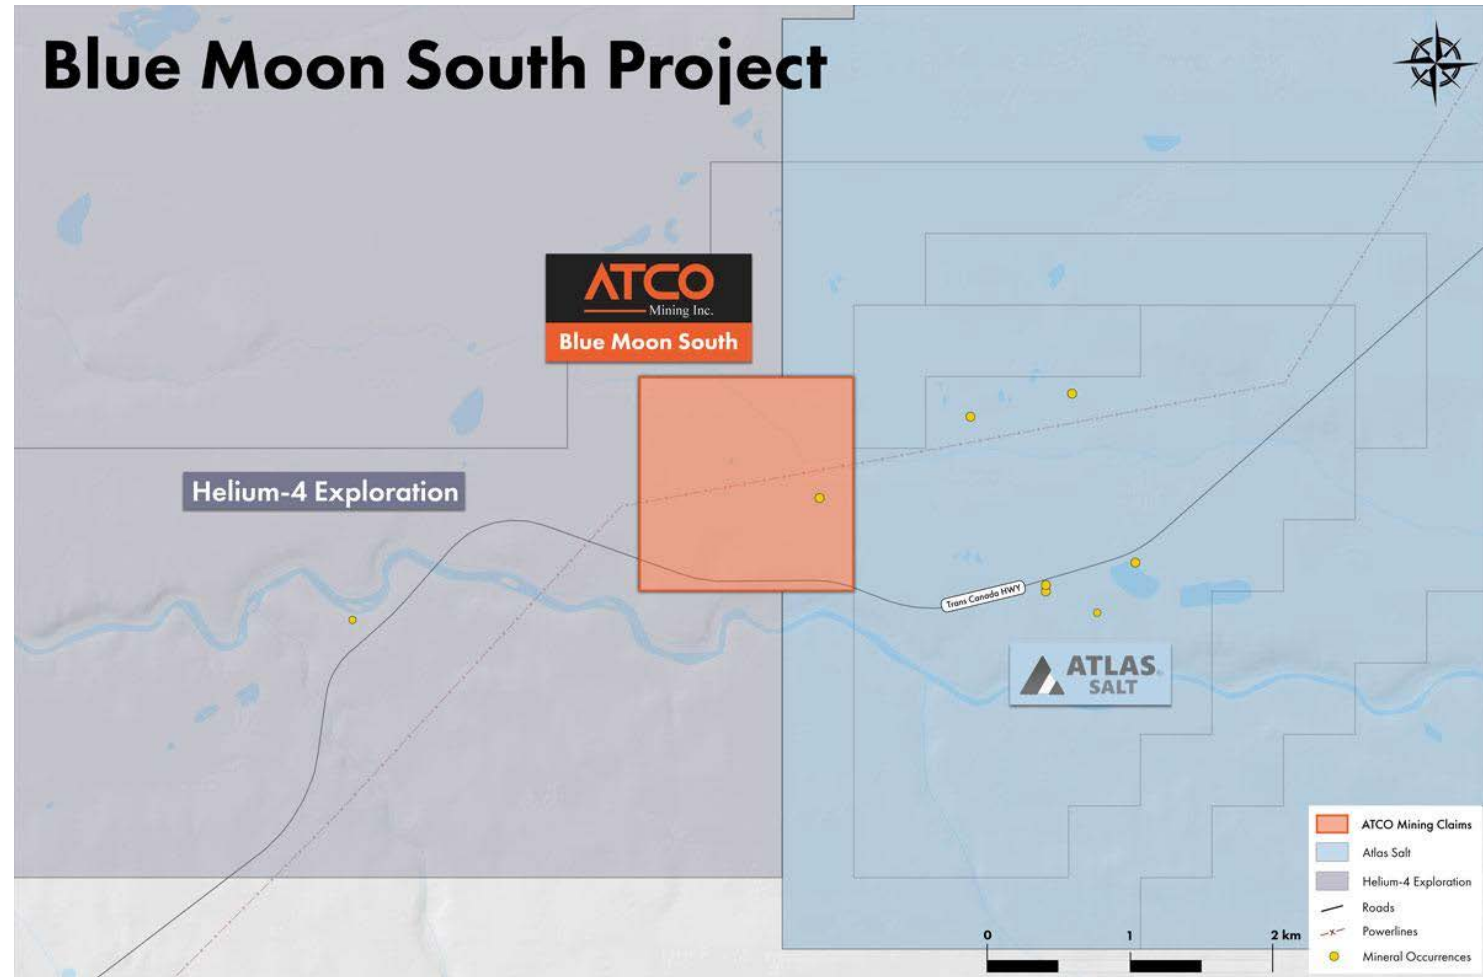 Blue Moon South Project
ATCO
Mining Inc.
Blue Moon South
Helium-4 Exploration
Trans Canada HWY
ATLAS
SALT
ATCO Mining Claims
Atlas Salt
Helium-4 Exploration
Roads
Powerlines
Mineral Occurrences
0 1 2 km